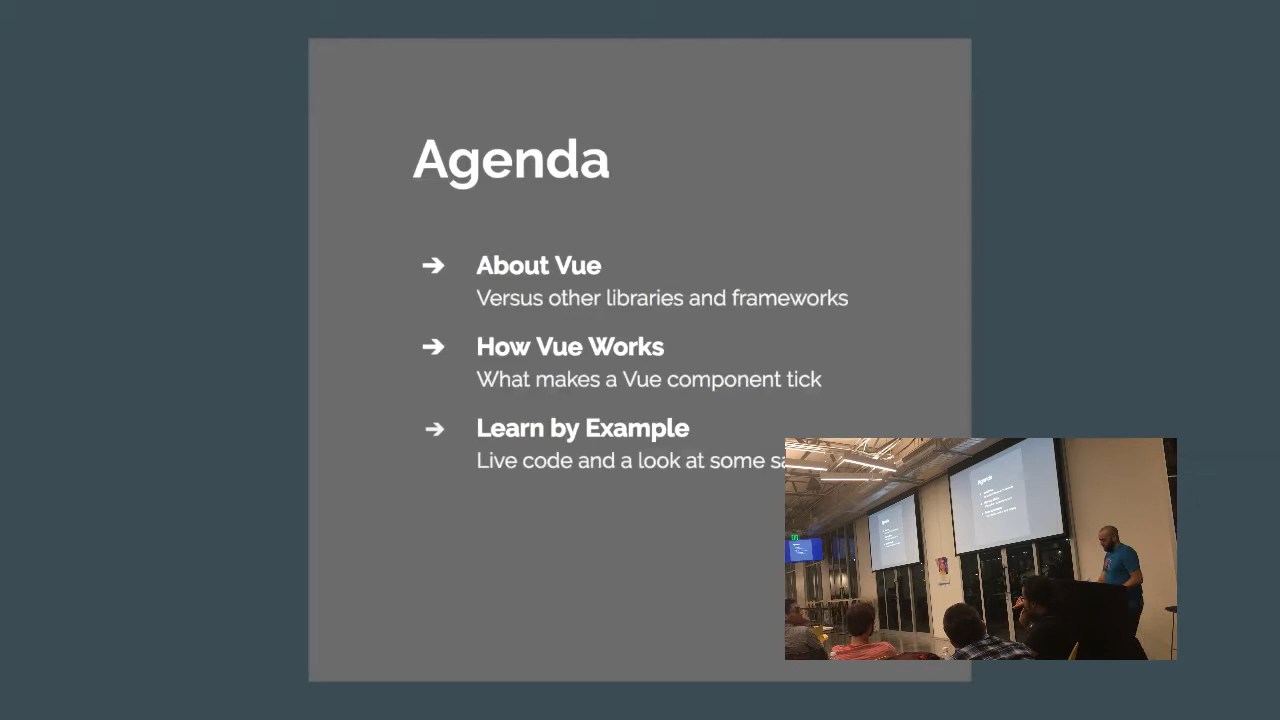 Agenda
➔ About Vue
Versus other libraries and frameworks
➔ How Vue Works
What makes a Vue component tick
➔ Learn by Example
Live code and a look at some
Agenda